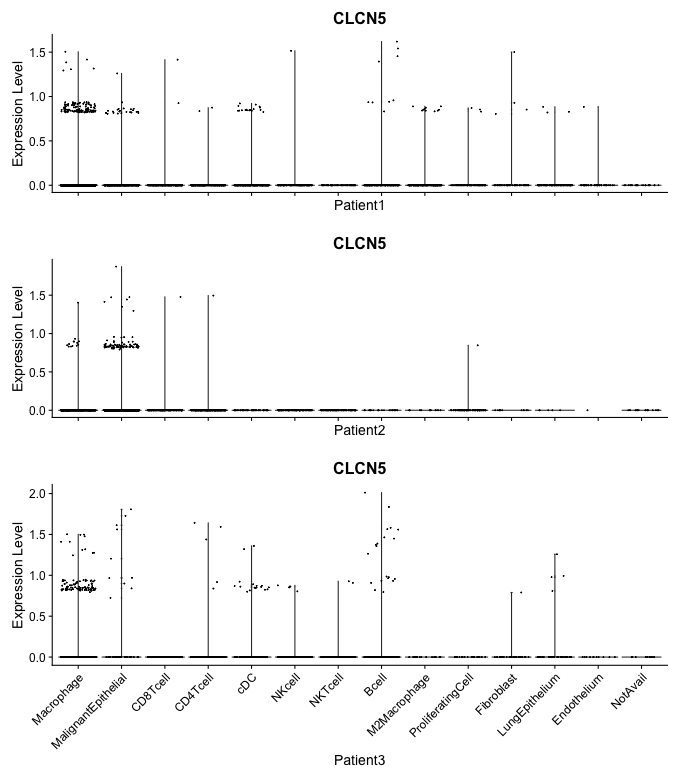 CLCN5
Expression Level
1.5
1.0
0.5
0.0
Patient1
CLCN5
Expression Level
1.5
1.0
0.5
0.0
Patient2
CLCN5
Expression Level
2.0
1.5
1.0
0.5
0.0
Macrophage
MalignantEpithelial
CD8Tcell
CD4Tcell
cDC
NKcell
NKTcell
Bcell
M2Macrophage
ProliferatingCell
Fibroblast
LungEpithelium
Endothelium
NotAvail
Patient3